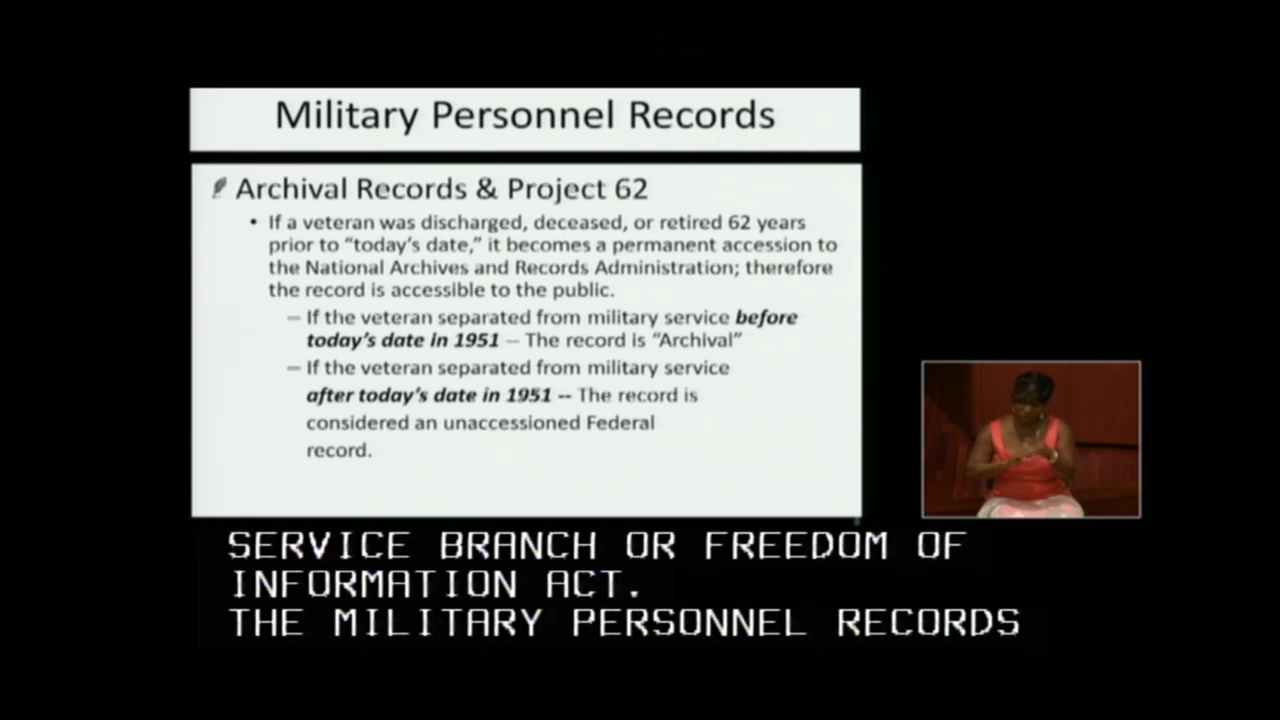 Military Personnel Records
Archival Records & Project 62
• If a veteran was discharged, deceased, or retired 62 years
prior to “today’s date,” it becomes a permanent accession to
the National Archives and Records Administration; therefore
the record is accessible to the public.
– If the veteran separated from military service before
today’s date in 1951 – The record is “Archival”
– If the veteran separated from military service
after today’s date in 1951 -- The record is
considered an unaccessioned Federal
record.
SERVICE BRANCH OR FREEDOM OF
INFORMATION ACT.
THE MILITARY PERSONNEL RECORDS